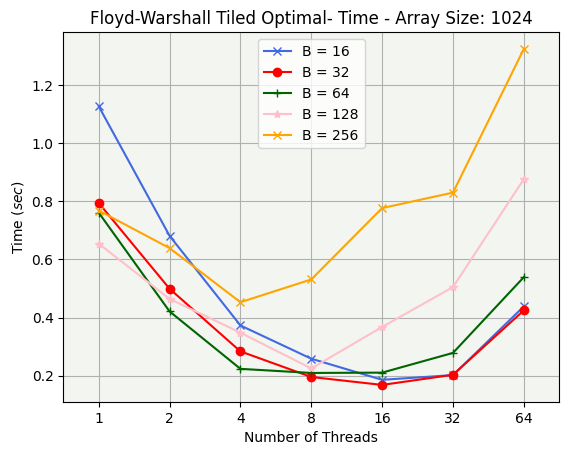 Floyd-Warshall Tiled Optimal- Time - Array Size: 1024
B = 16
B = 32
B = 64
B = 128
B = 256
Time (sec)
1.2
1.0
0.8
0.6
0.4
0.2
1 2 4 8 16 32 64
Number of Threads